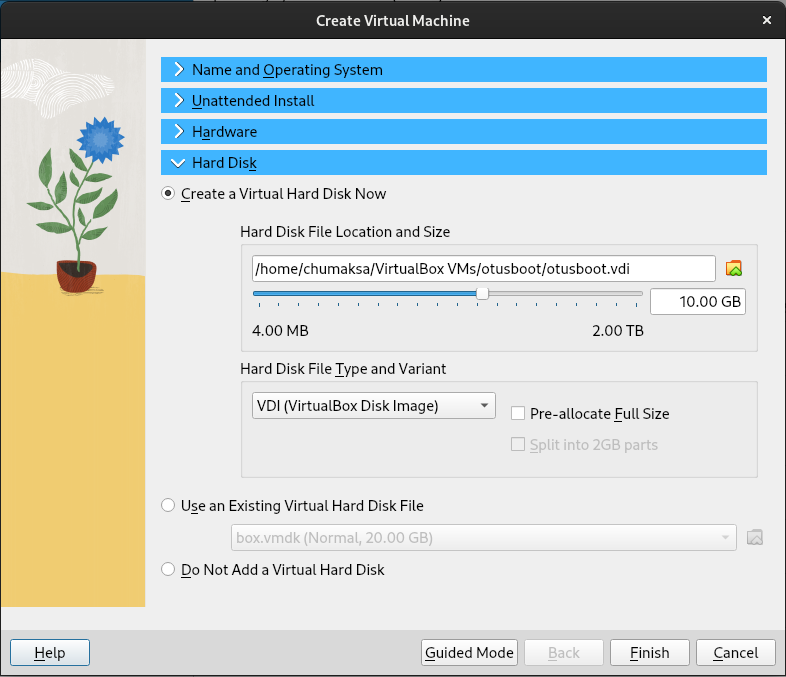 Create Virtual Machine
Name and Operating System
Unattended Install
Hardware
Hard Disk
Create a Virtual Hard Disk Now
Hard Disk File Location and Size
/home/chumaksa/VirtualBox VMs/otusboot/otusboot.vdi
10.00 GB
4.00 MB 2.00 TB
Hard Disk File Type and Variant
VDI (VirtualBox Disk Image)
Pre-allocate Full Size
Split into 2GB parts
Use an Existing Virtual Hard Disk File
box.vmdk (Normal, 20.00 GB)
Do Not Add a Virtual Hard Disk
Help Guided Mode Back Finish Cancel